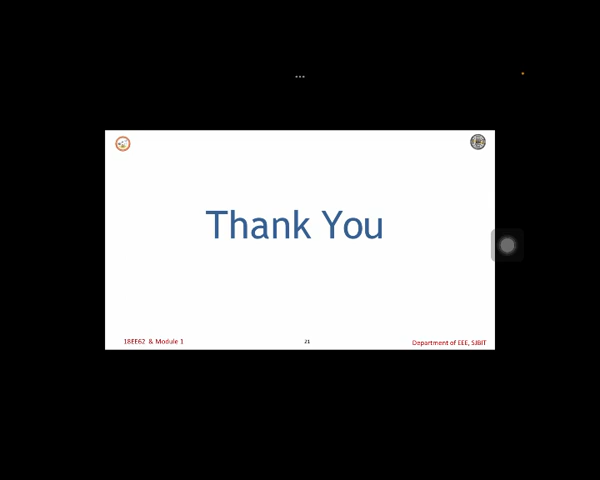 Thank You
18EE62 & Module 1
21
Department of EEE, SJBIT